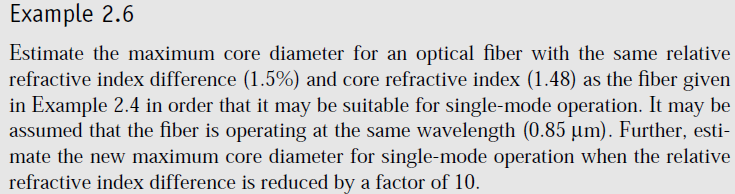 Example 2.6
Estimate the maximum core diameter for an optical fiber with the same relative
refractive index difference (1.5%) and core refractive index (1.48) as the fiber given
in Example 2.4 in order that it may be suitable for single-mode operation. It may be
assumed that the fiber is operating at the same wavelength (0.85 μm). Further, esti-
mate the new maximum core diameter for single-mode operation when the relative
refractive index difference is reduced by a factor of 10.